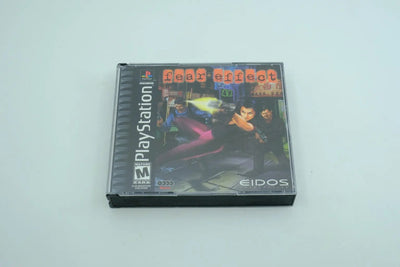 PlayStation
fear effect
M
EIDOS